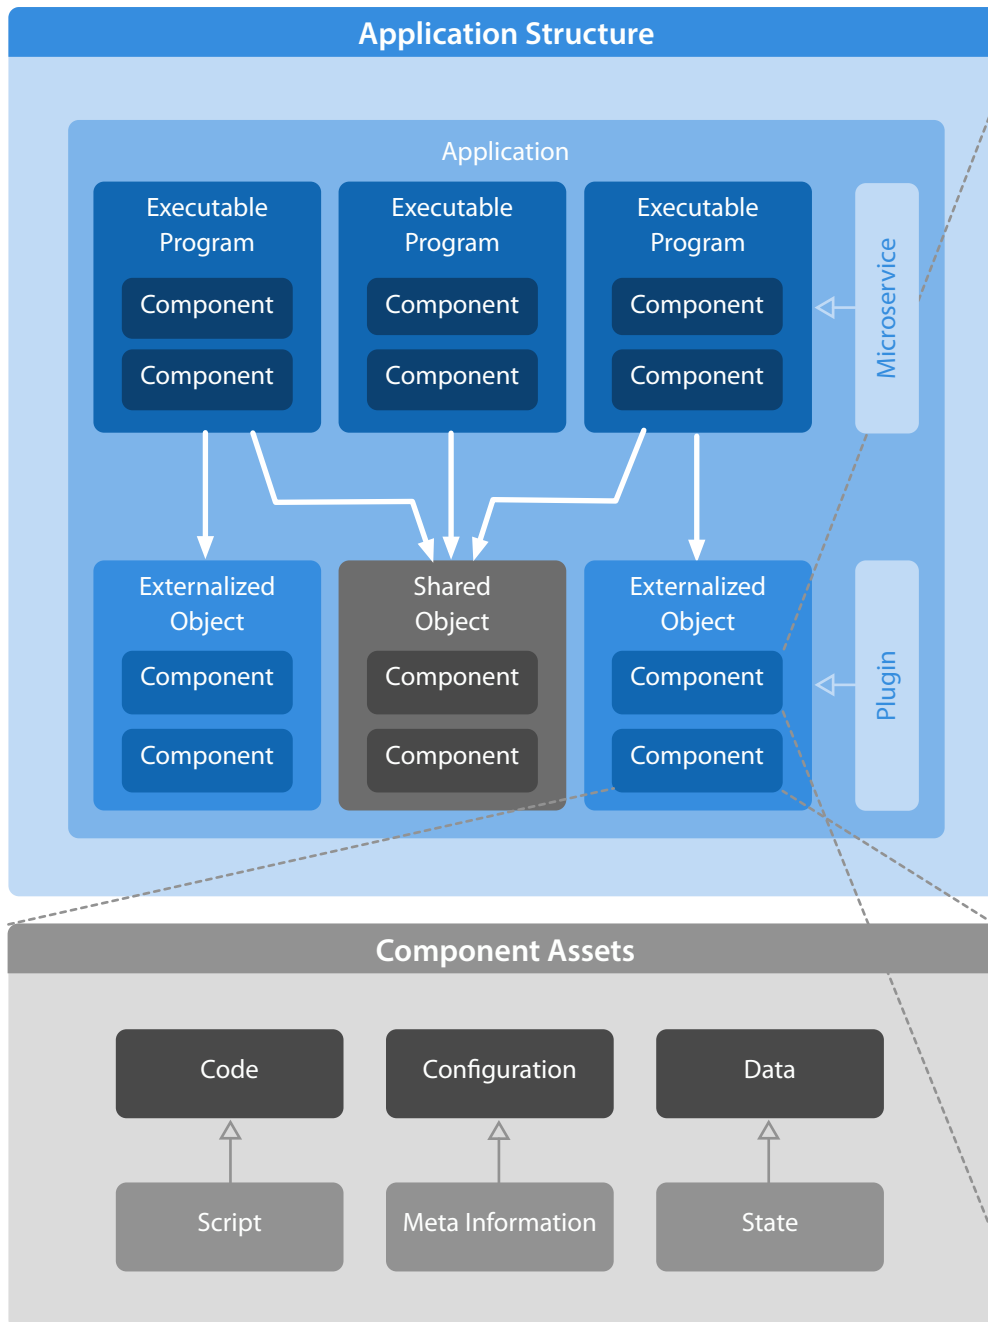 Application Structure
Application
Executable
Program
Component
Component
Executable
Program
Component
Component
Executable
Program
Component
Component
Microservice
Externalized
Object
Component
Component
Shared
Object
Component
Component
Externalized
Object
Component
Component
Plugin
Component Assets
Code
Configuration
Data
Script
Meta Information
State